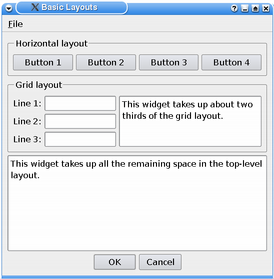 Basic Layouts
File
Horizontal layout
Button 1 Button 2 Button 3 Button 4
Grid layout
Line 1:
Line 2:
Line 3:
This widget takes up about two
thirds of the grid layout.
This widget takes up all the remaining space in the top-level
layout.
OK Cancel